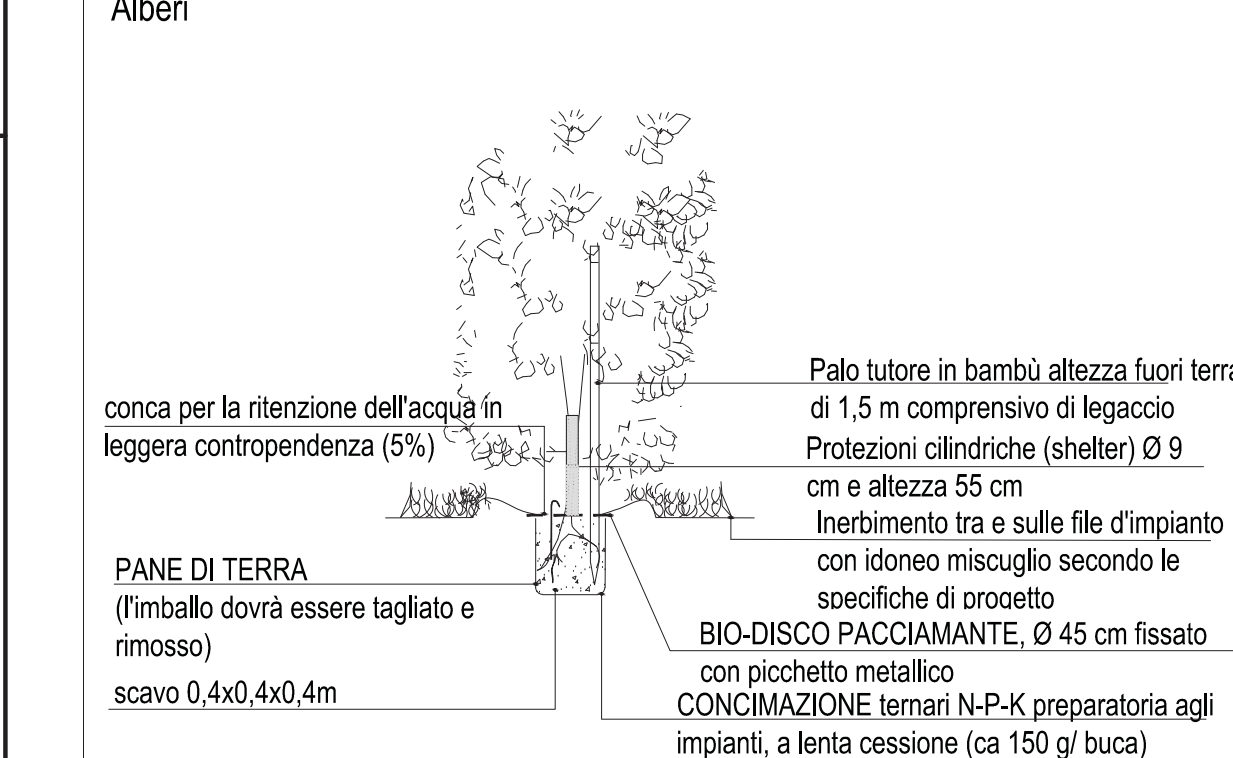 Alberi
conca per la ritenzione dell'acqua in
leggera contropendenza (5%)
PANE DI TERRA
(l'imballo dovrà essere tagliato e
rimosso)
scavo 0,4x0,4x0,4m
Palo tutore in bambù altezza fuori terra
di 1,5 m comprensivo di legaccio
Protezioni cilindriche (shelter) Ø 9
cm e altezza 55 cm
Inerbimento tra e sulle file d'impianto
con idoneo miscuglio secondo le
specifiche di progetto
BIO-DISCO PACCIAMANTE, Ø 45 cm fissato
con picchetto metallico
CONCIMAZIONE ternari N-P-K preparatoria agli
impianti, a lenta cessione (ca 150 g/ buca)